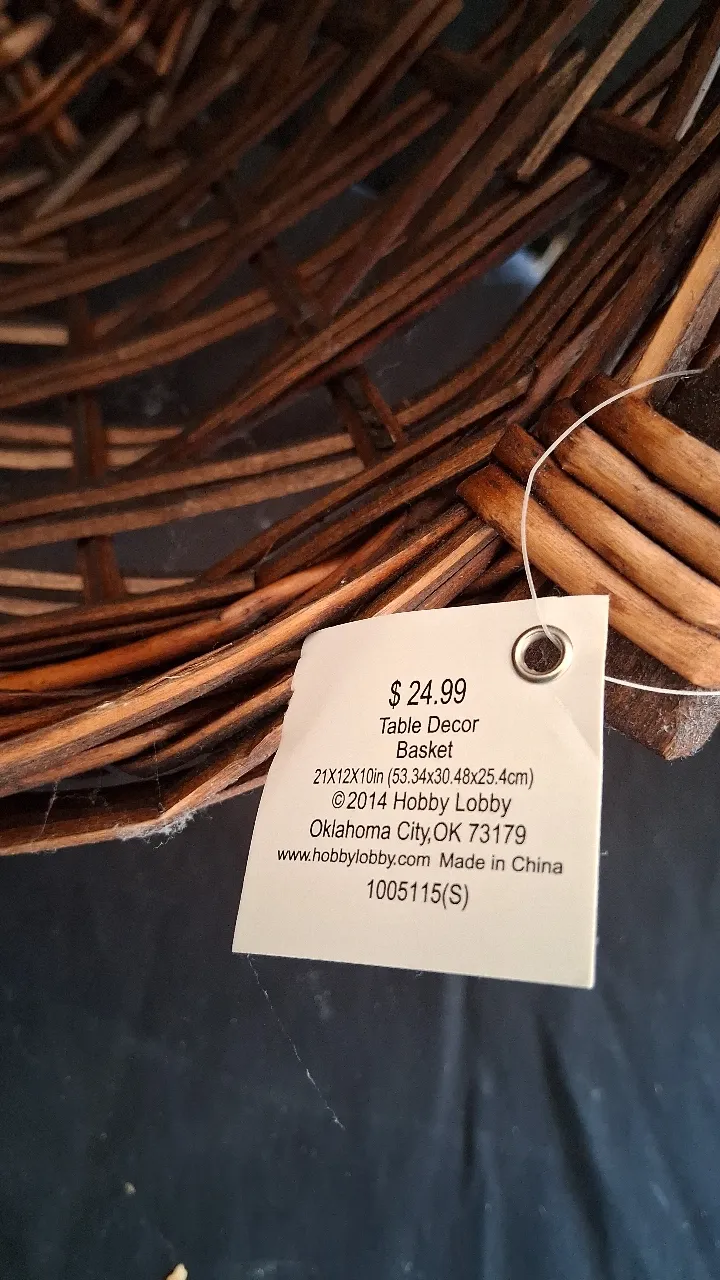 $ 24.99
Table Decor
Basket
21X12X10in (53.34x30.48x25.4cm)
©2014 Hobby Lobby
Oklahoma City,OK 73179
www.hobbylobby.com Made in China
1005115(S)